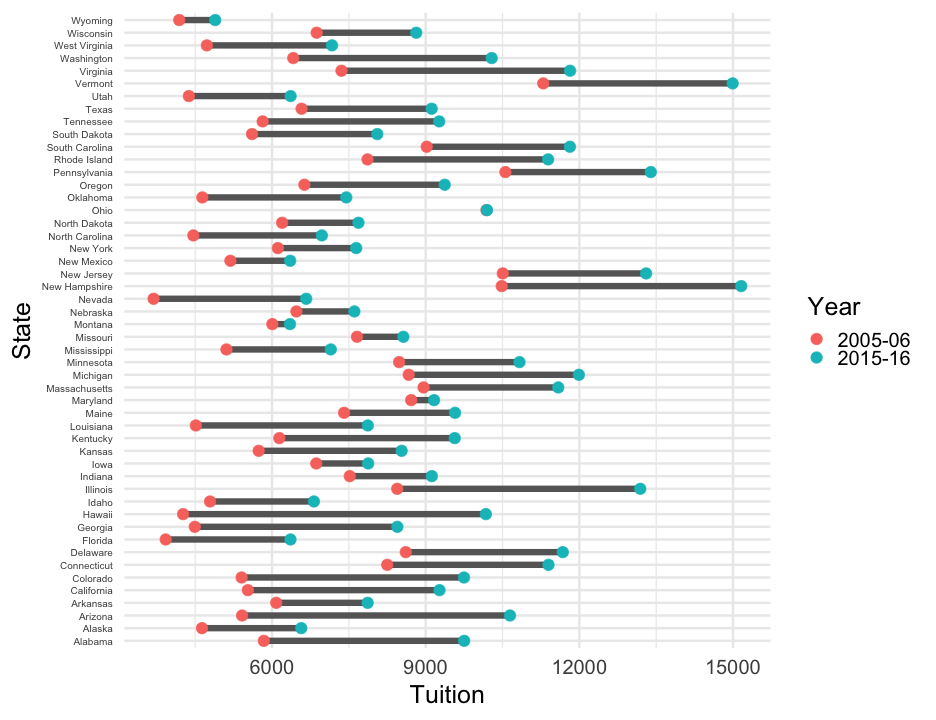 Wyoming
Wisconsin
West Virginia
Washington
Virginia
Vermont
Utah
Texas
Tennessee
South Dakota
South Carolina
Rhode Island
Pennsylvania
Oregon
Oklahoma
Ohio
North Dakota
North Carolina
New York
New Mexico
New Jersey
New Hampshire
Nevada
Nebraska
Montana
Missouri
Mississippi
Minnesota
Michigan
Massachusetts
Maryland
Maine
Louisiana
Kentucky
Kansas
Iowa
Indiana
Illinois
Idaho
Hawaii
Georgia
Florida
Delaware
Connecticut
Colorado
California
Arkansas
Arizona
Alaska
Alabama
State
6000 9000 12000 15000
Tuition
Year
2005-06
2015-16